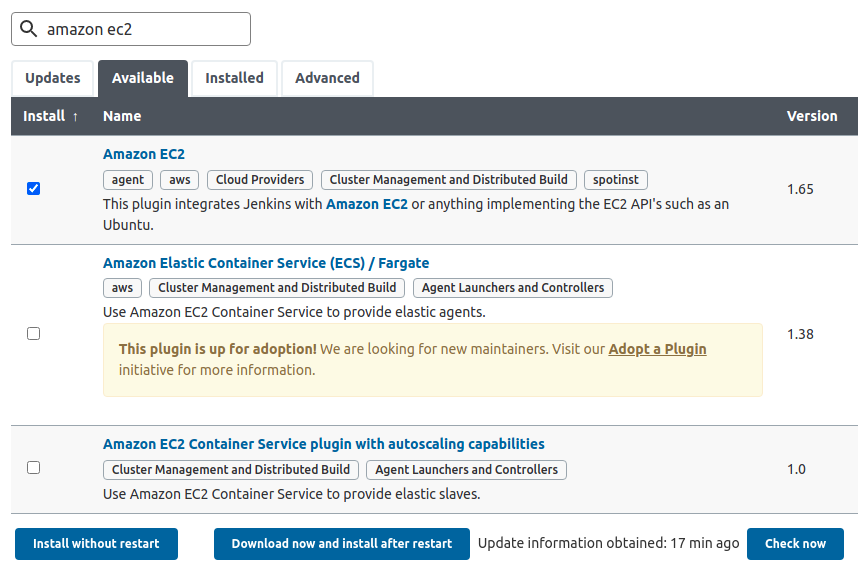 amazon ec2
Updates Available Installed Advanced
Install ↑ Name Version
Amazon EC2
agent aws Cloud Providers Cluster Management and Distributed Build spotinst
This plugin integrates Jenkins with Amazon EC2 or anything implementing the EC2 API's such as an
Ubuntu.
1.65
Amazon Elastic Container Service (ECS) / Fargate
aws Cluster Management and Distributed Build Agent Launchers and Controllers
Use Amazon EC2 Container Service to provide elastic agents.
This plugin is up for adoption! We are looking for new maintainers. Visit our Adopt a Plugin
initiative for more information.
1.38
Amazon EC2 Container Service plugin with autoscaling capabilities
Cluster Management and Distributed Build Agent Launchers and Controllers
Use Amazon EC2 Container Service to provide elastic slaves.
1.0
Install without restart Download now and install after restart Update information obtained: 17 min ago Check now